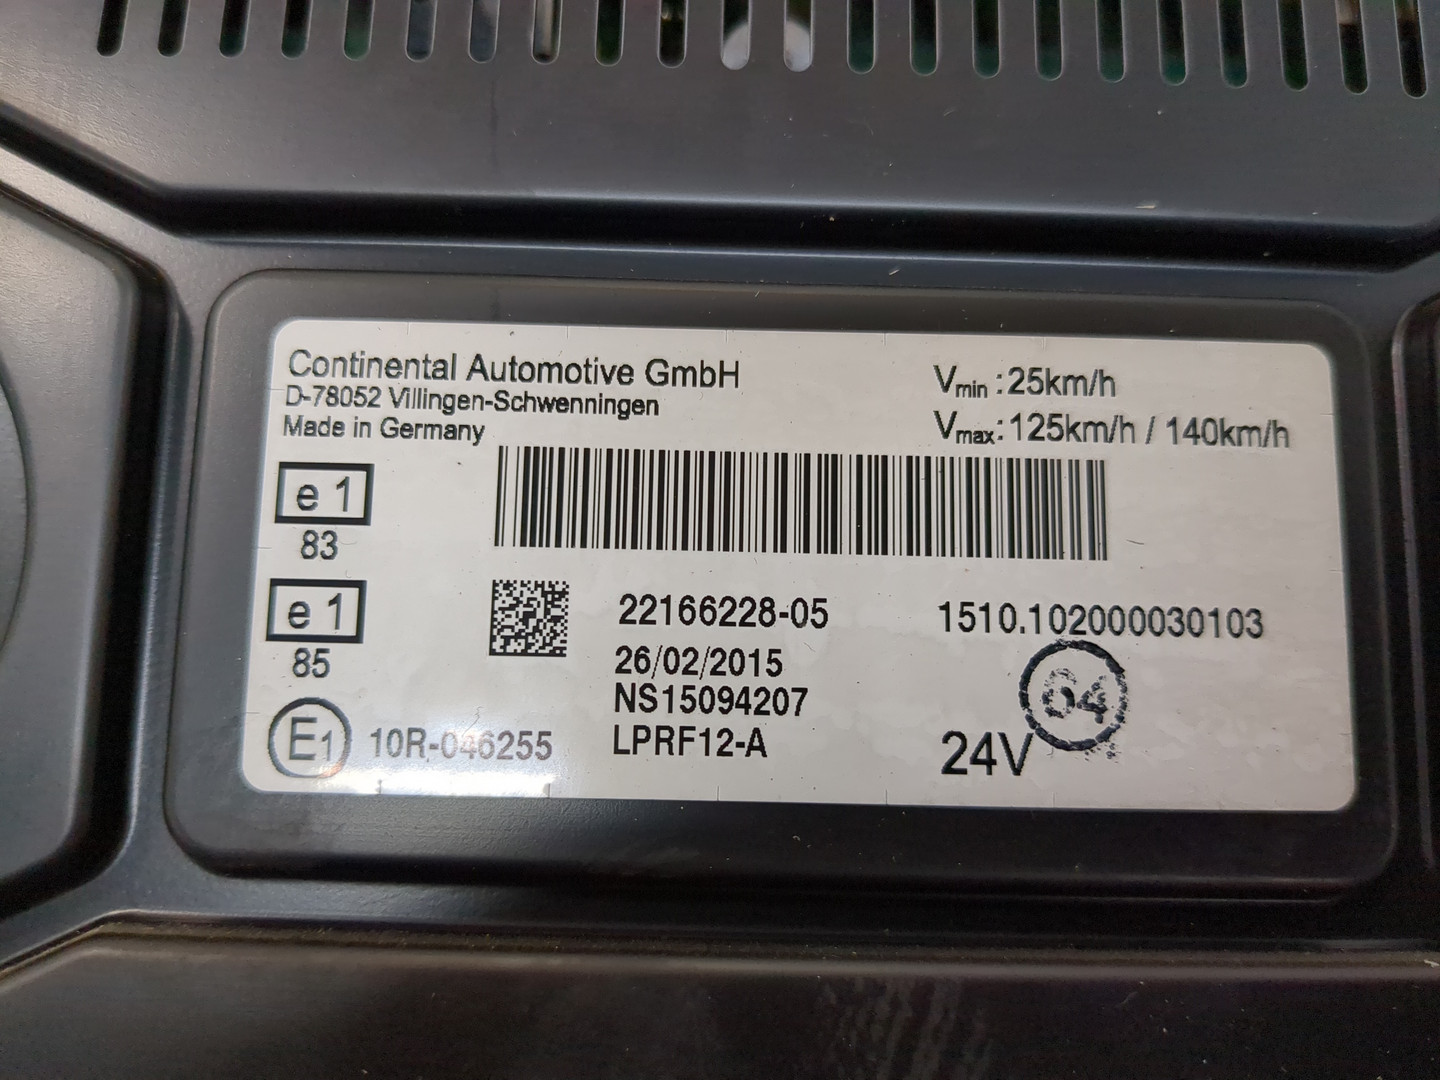 Continental Automotive GmbH
D-78052 Villingen-Schwenningen
Made in Germany
Vmin : 25km/h
Vmax: 125km/h / 140km/h
e 1
83
e 1
85
E1 10R-046255
22166228-05
26/02/2015
NS15094207
LPRF12-A
1510.102000030103
04
24V